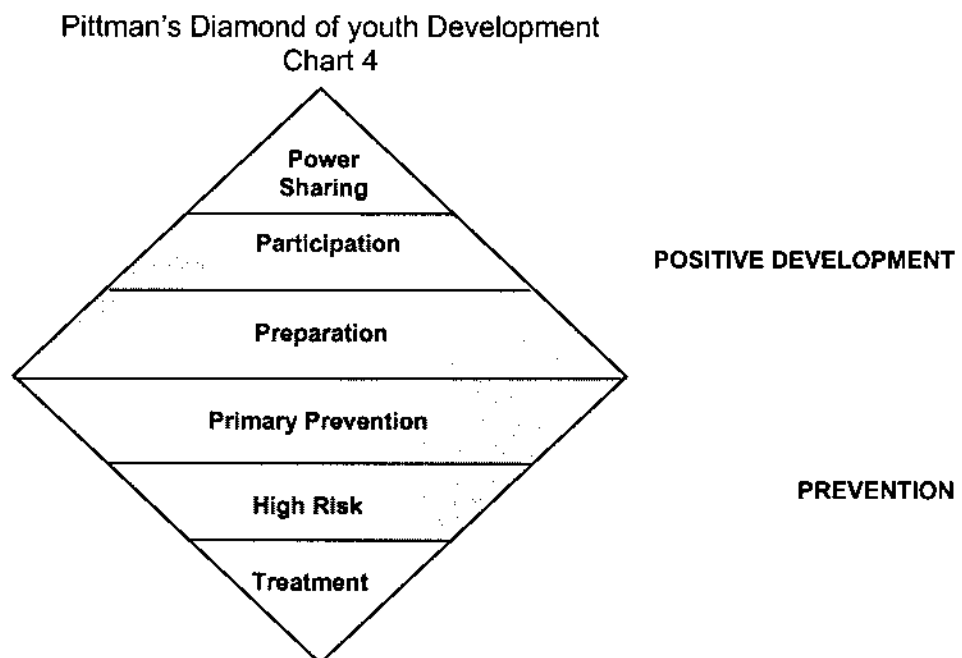 Pittman's Diamond of youth Development
Chart 4
Power
Sharing
Participation
POSITIVE DEVELOPMENT
Preparation
Primary Prevention
High Risk
PREVENTION
Treatment